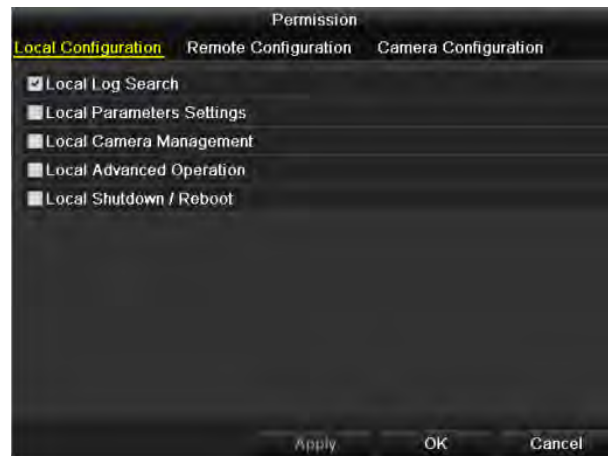 Permission
Local Configuration Remote Configuration Camera Configuration
Local Log Search
Local Parameters Settings
Local Camera Management
Local Advanced Operation
Local Shutdown / Reboot
Apply OK Cancel